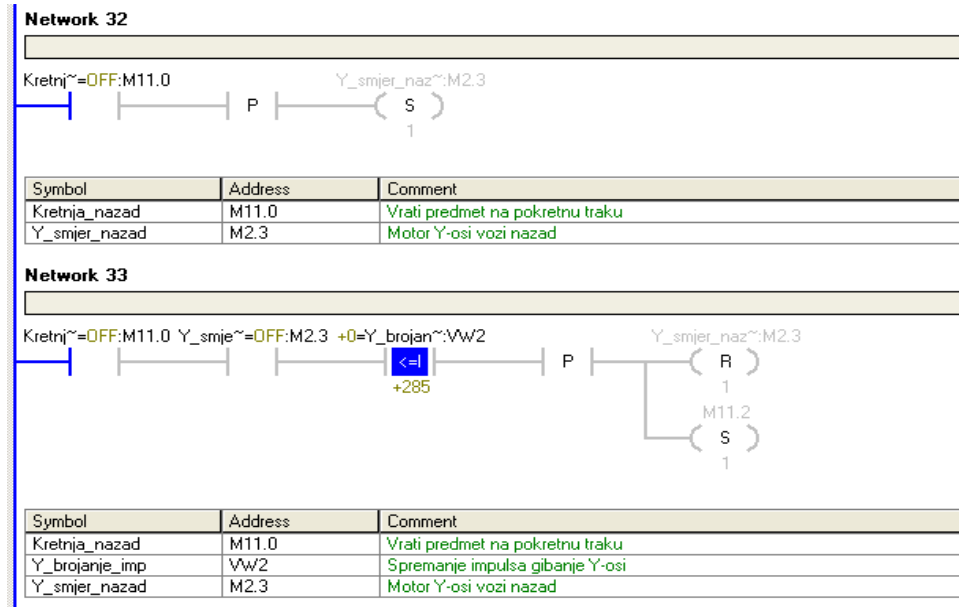 Network 32
Kretnj~=OFF:M11.0 Y_smjer_naz~:M2.3
P S
1
Symbol Address Comment
Kretnja_nazad M11.0 Vrati predmet na pokretnu traku
Y_smjer_nazad M2.3 Motor Y-osi vozi nazad
Network 33
Kretnj~=OFF:M11.0 Y_smje~=OFF:M2.3 +0=Y_brojan~:VW2 Y_smjer_naz~:M2.3
<=I P R
+285 1
M11.2
S
1
Symbol Address Comment
Kretnja_nazad M11.0 Vrati predmet na pokretnu traku
Y_brojanje_imp VW2 Spremanje impulsa gibanje Y-osi
Y_smjer_nazad M2.3 Motor Y-osi vozi nazad